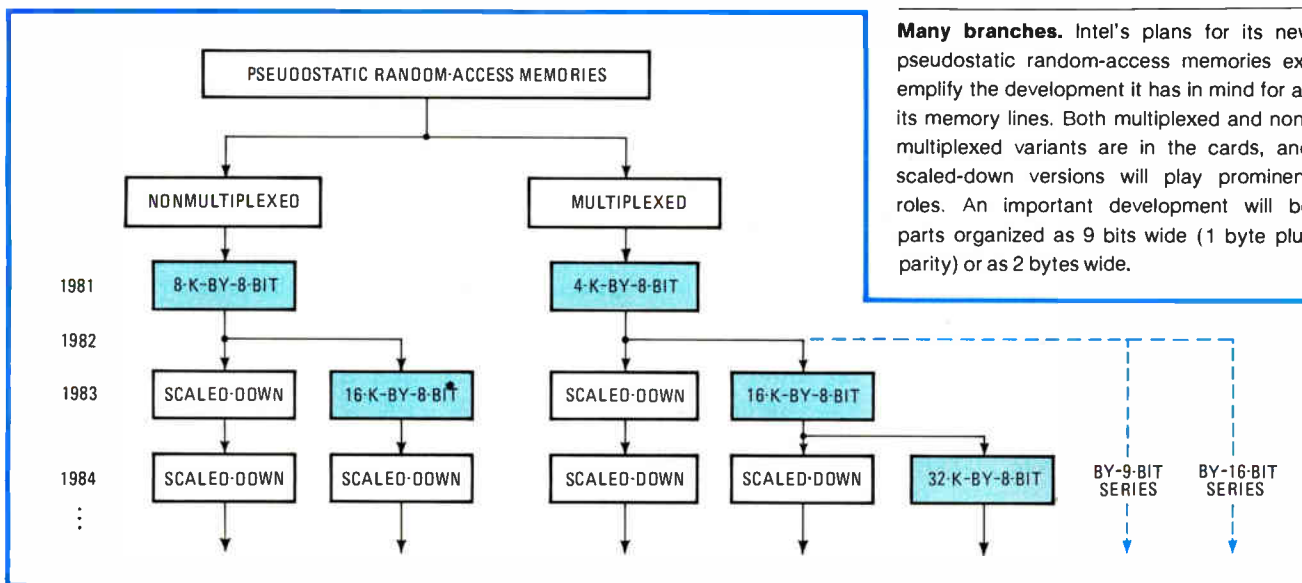 Many branches. Intel's plans for its new
pseudostatic random-access memories ex
emplify the development it has in mind for a
its memory lines. Both multiplexed and non
multiplexed variants are in the cards, and
scaled-down versions will play prominen
roles. An important development will be
parts organized as 9 bits wide (1 byte plu
parity) or as 2 bytes wide.
PSEUDOSTATIC RANDOM-ACCESS MEMORIES
NONMULTIPLEXED
MULTIPLEXED
1981
8-K-BY-8-BIT
4-K-BY-8-BIT
1982
1983
SCALED-DOWN
16-K-BY-8-BIT
SCALED-DOWN
16-K-BY-8-BIT
1984
SCALED-DOWN
SCALED-DOWN
SCALED-DOWN
SCALED-DOWN
32-K-BY-8-BIT
BY-9-BIT
SERIES
BY-16-BIT
SERIES